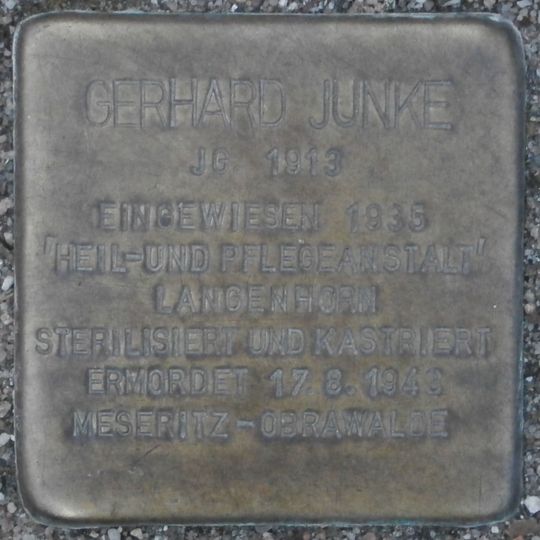 GERHARD JUNKE
JG. 1913
EINGEWIESEN 1935
'HEIL-UND PFLEGEANSTALT'
LANGENHORN
STERILISIERT UND KASTRIERT
ERMORDET 17.8.1943
MESERITZ-OBRAWALDE